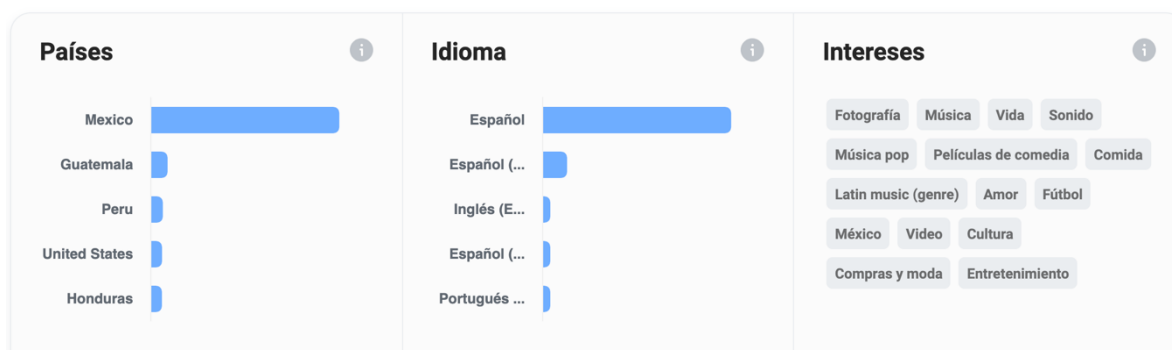 Países
Mexico
Guatemala
Peru
United States
Honduras
Idioma
Español
Español (...
Inglés (E...
Español (...
Portugués ...
Intereses
Fotografía Música Vida Sonido
Música pop Películas de comedia Comida
Latin music (genre) Amor Fútbol
México Video Cultura
Compras y moda Entretenimiento